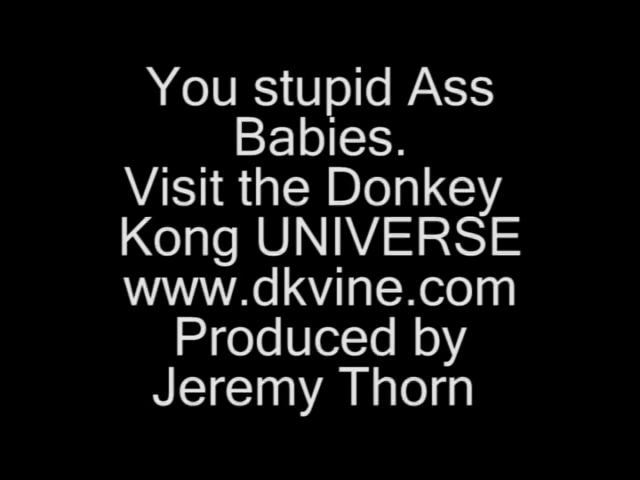 You stupid Ass
Babies.
Visit the Donkey
Kong UNIVERSE
www.dkvine.com
Produced by
Jeremy Thorn